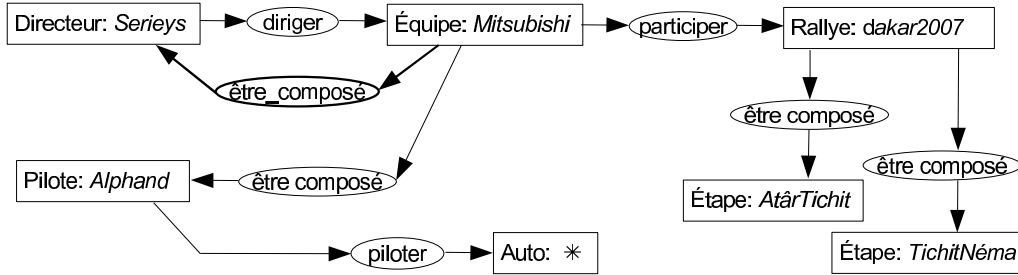 Directeur: Serieys
diriger
Équipe: Mitsubishi
participer
Rallye: dakar2007
être_composé
être composé
être composé
Pilote: Alphand
être composé
Étape: AtârTichit
piloter
Auto: ✳
Étape: TichitNéma